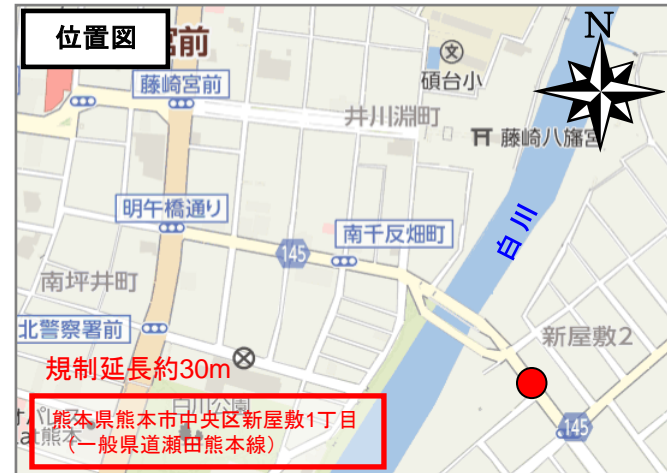 位置図
宮前
N
藤崎宮前
碩台小
井川淵町
藤崎八旛宮
明午橋通り
145
南千反畑町
白川
南坪井町
北警察署前
新屋敷2
規制延長約30m
白川公園
熊本県熊本市中央区新屋敷1丁目
（一般県道瀬田熊本線）
145